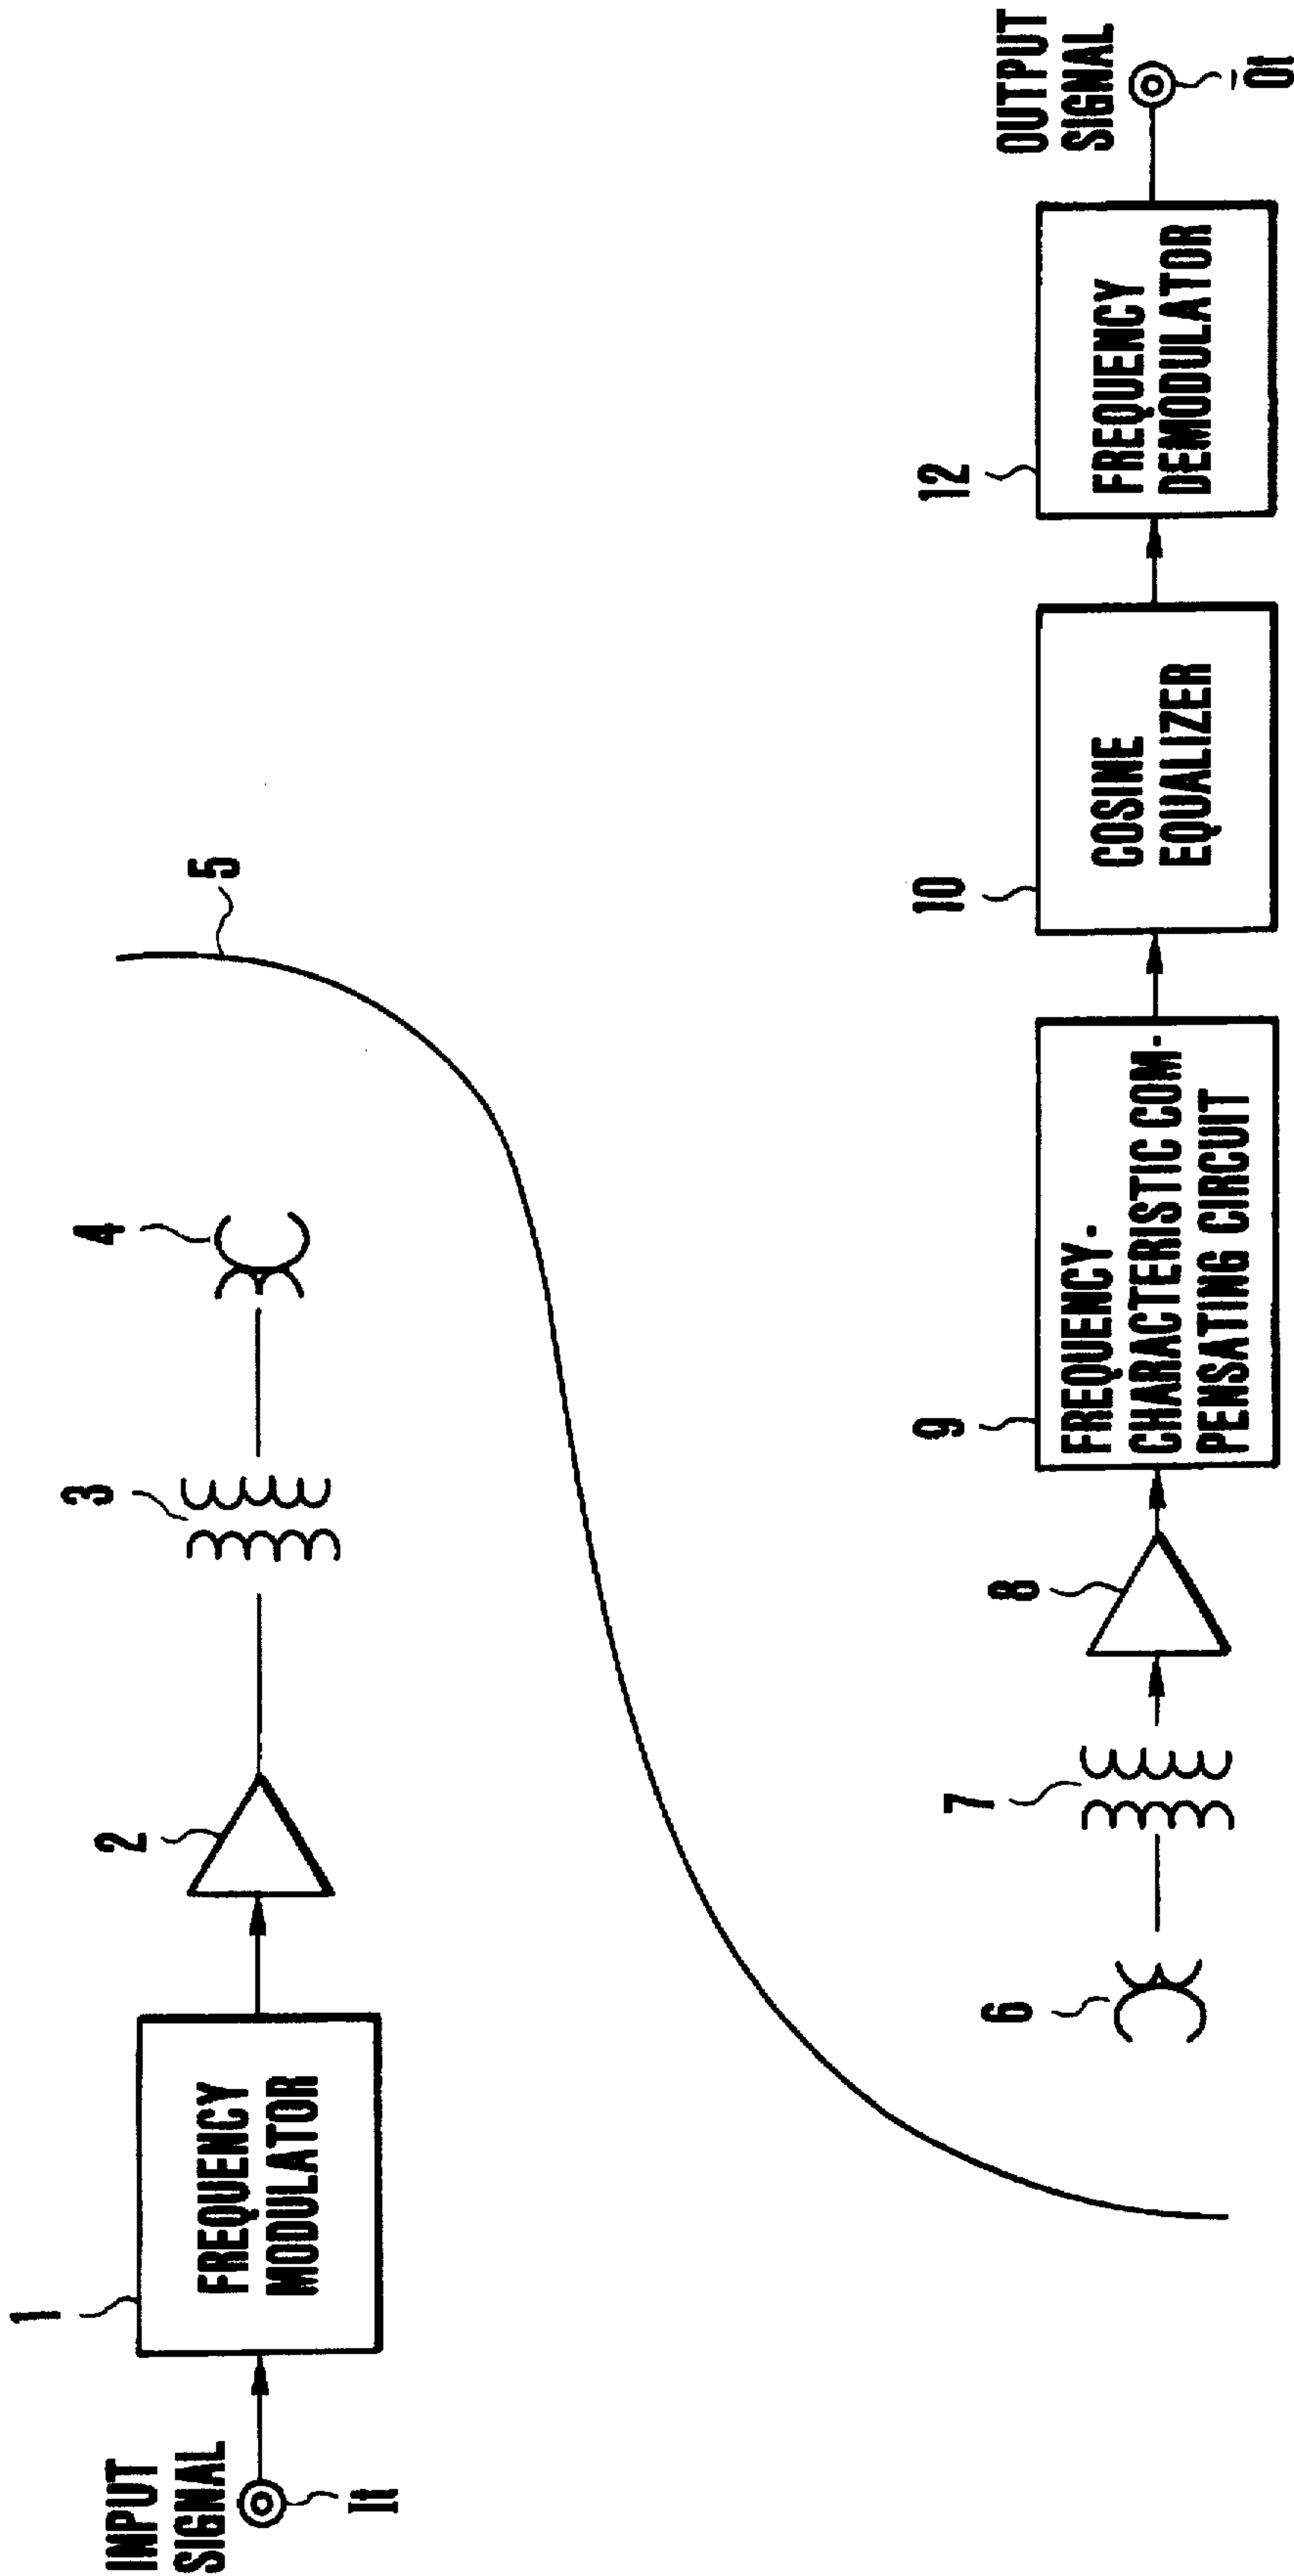 INPUT
SIGNAL
It
1
FREQUENCY
MODULATOR
2
3
4
5
6
7
8
9
FREQUENCY-
CHARACTERISTIC COM-
PENSATING CIRCUIT
10
COSINE
EQUALIZER
12
FREQUENCY
DEMODULATOR
OUTPUT
SIGNAL
Ot